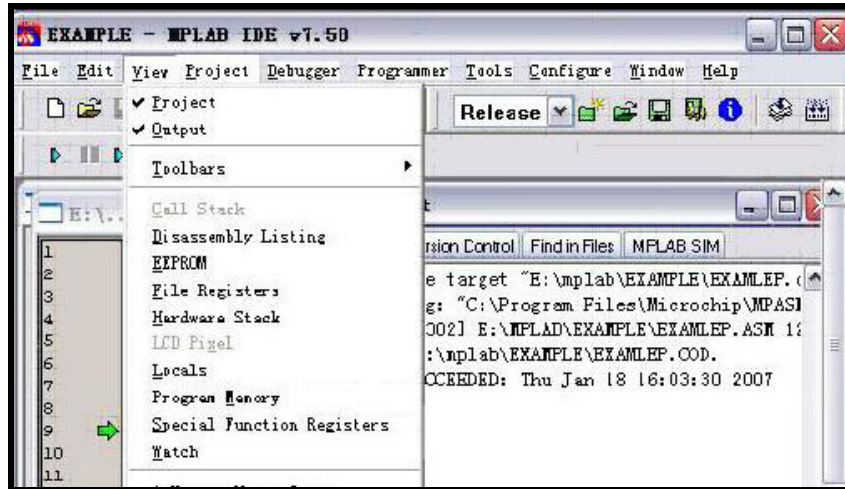 EXAMPLE - MPLAB IDE v7.50
File Edit View Project Debugger Programmer Tools Configure Window Help
Release
Project
Output
Toolbars
Call Stack
Disassembly Listing
EEPROM
File Registers
Hardware Stack
LCD Pixel
Locals
Program Memory
Special Function Registers
Watch
E:\..
1
2
3
4
5
6
7
8
9
10
11
rsion Control Find in Files MPLAB SIM
e target "E:\mplab\EXAMPLE\EXAMLEP.
g: "C:\Program Files\Microchip\MPAS
002] E:\MPLAD\EXAMPLE\EXAMLEP.ASM 12
:\mplab\EXAMPLE\EXAMLEP.COD.
CCEEDED: Thu Jan 18 16:03:30 2007